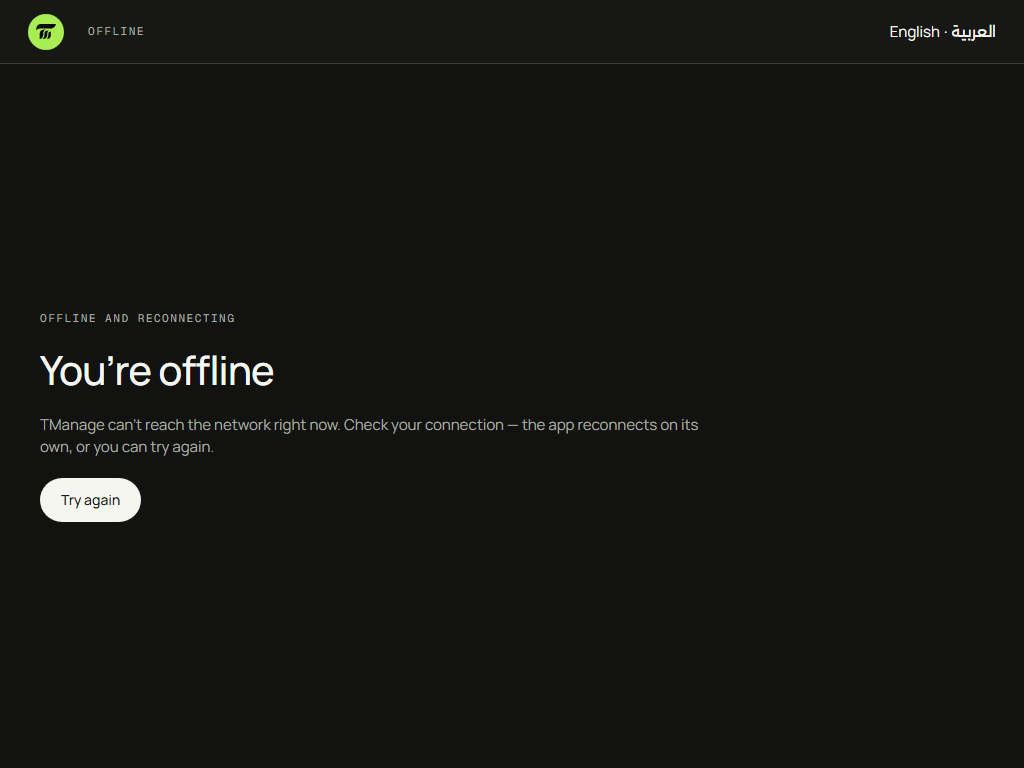 OFFLINE
English · العربية
OFFLINE AND RECONNECTING
You’re offline
TManage can’t reach the network right now. Check your connection — the app reconnects on its
own, or you can try again.
Try again